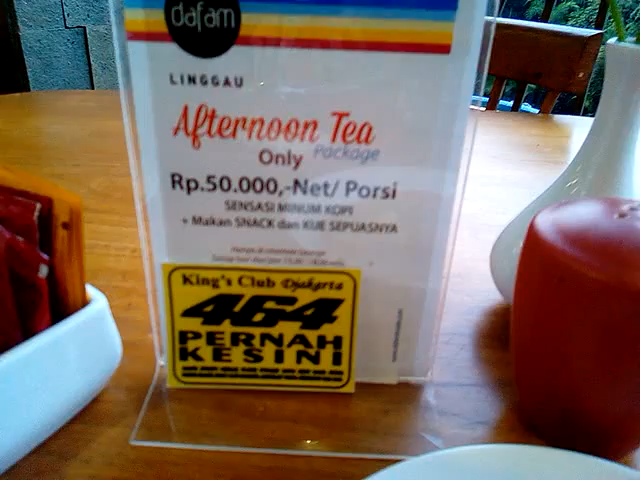 dafam
LINGGAU
Afternoon Tea
Package
Only
Rp.50.000,-Net/ Porsi
SENSASI MINUM KOPI
+ Makan SNACK dan KUE SEPUASNYA
King's Club Djakarta
464
PERNAH
KESINI